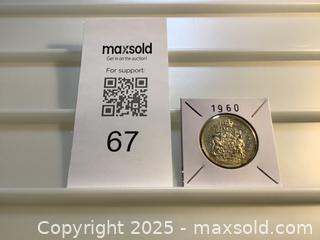 maxsold
Get in on the auction!
For support:
67
1960
Copyright 2025 - maxsold.com